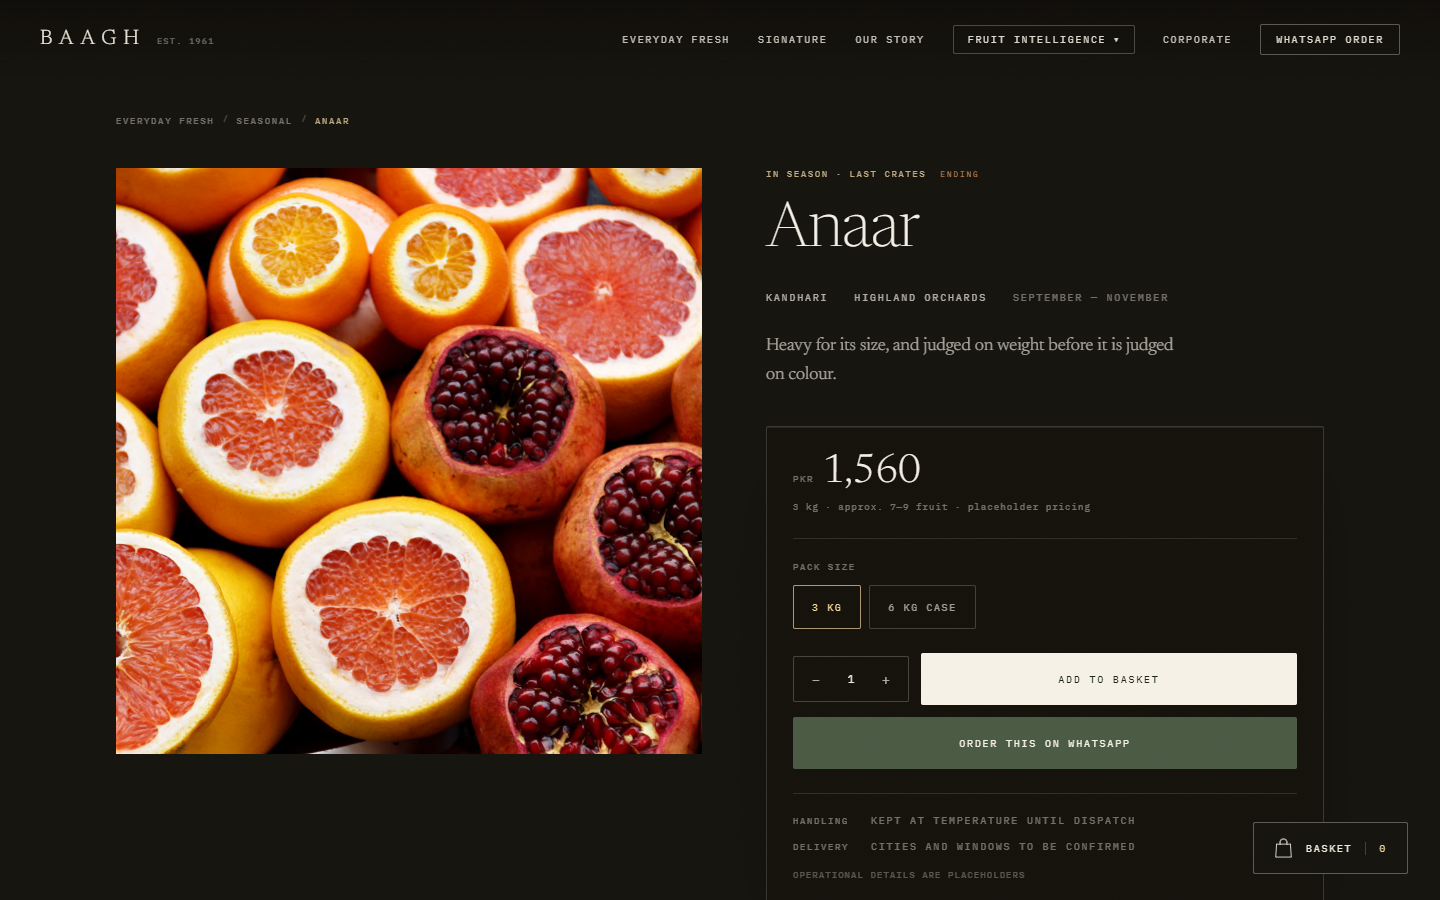 BAAGH EST. 1961
EVERYDAY FRESH SIGNATURE OUR STORY FRUIT INTELLIGENCE ▾ CORPORATE WHATSAPP ORDER
EVERYDAY FRESH / SEASONAL / ANAAR
IN SEASON · LAST CRATES ENDING
Anaar
KANDHARI HIGHLAND ORCHARDS SEPTEMBER — NOVEMBER
Heavy for its size, and judged on weight before it is judged
on colour.
PKR 1,560
3 kg · approx. 7–9 fruit · placeholder pricing
PACK SIZE
3 KG 6 KG CASE
− 1 + ADD TO BASKET
ORDER THIS ON WHATSAPP
HANDLING KEPT AT TEMPERATURE UNTIL DISPATCH
DELIVERY CITIES AND WINDOWS TO BE CONFIRMED
OPERATIONAL DETAILS ARE PLACEHOLDERS
BASKET 0